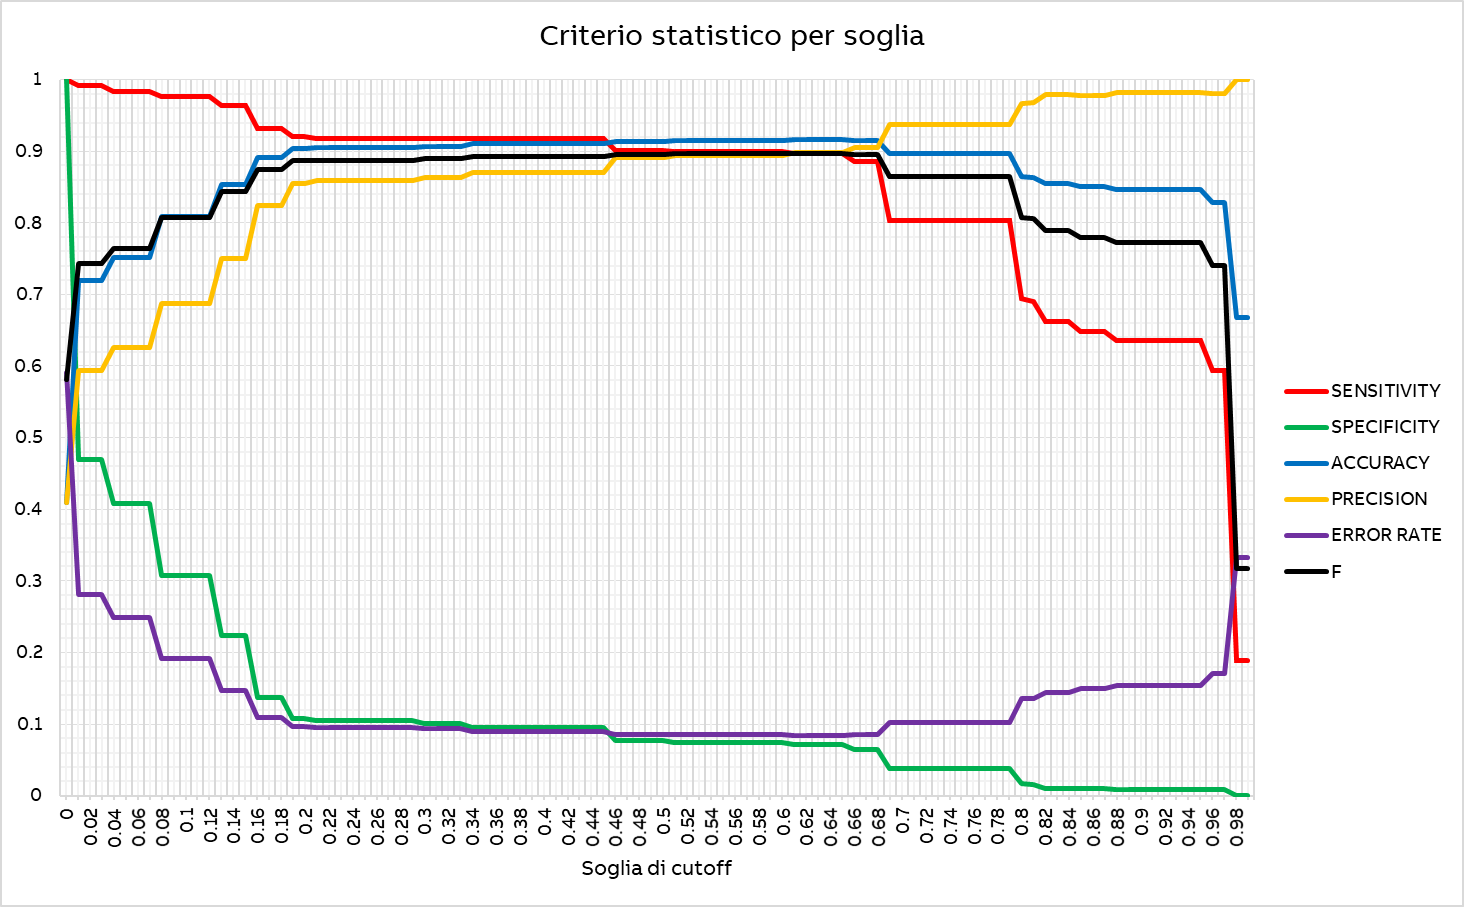 Criterio statistico per soglia
1
0.9
0.8
0.7
0.6
0.5
0.4
0.3
0.2
0.1
0
0 0.02 0.04 0.06 0.08 0.1 0.12 0.14 0.16 0.18 0.2 0.22 0.24 0.26 0.28 0.3 0.32 0.34 0.36 0.38 0.4 0.42 0.44 0.46 0.48 0.5 0.52 0.54 0.56 0.58 0.6 0.62 0.64 0.66 0.68 0.7 0.72 0.74 0.76 0.78 0.8 0.82 0.84 0.86 0.88 0.9 0.92 0.94 0.96 0.98
Soglia di cutoff
SENSITIVITY
SPECIFICITY
ACCURACY
PRECISION
ERROR RATE
F